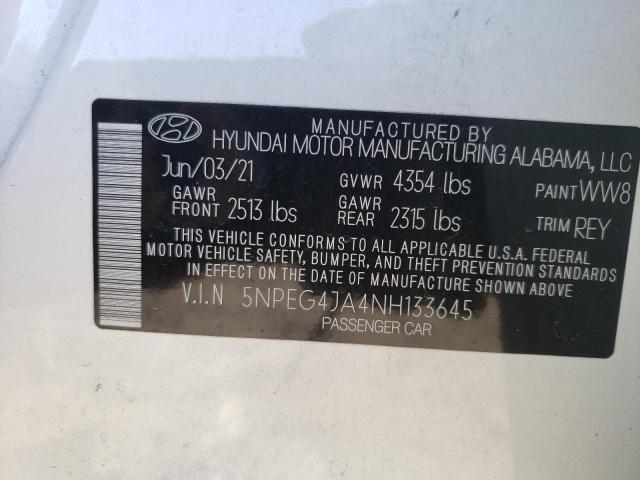 MANUFACTURED BY
HYUNDAI MOTOR MANUFACTURING ALABAMA, LLC
Jun/03/21 GVWR 4354 lbs PAINT WW8
GAWR FRONT 2513 lbs GAWR REAR 2315 lbs TRIM REY
THIS VEHICLE CONFORMS TO ALL APPLICABLE U.S.A. FEDERAL
MOTOR VEHICLE SAFETY, BUMPER, AND THEFT PREVENTION STANDARDS
IN EFFECT ON THE DATE OF MANUFACTURE SHOWN ABOVE
V.I.N 5NPEG4JA4NH133645
PASSENGER CAR